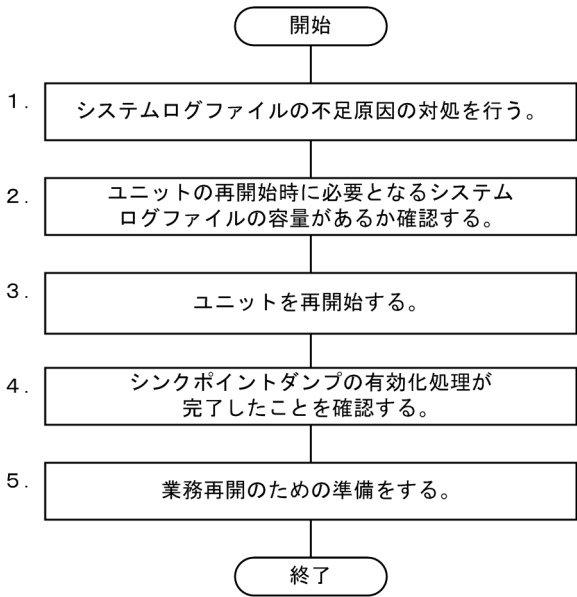 開始
1. システムログファイルの不足原因の対処を行う。
2. ユニットの再開始時に必要となるシステム
ログファイルの容量があるか確認する。
3. ユニットを再開始する。
4. シンクポイントダンプの有効化処理が
完了したことを確認する。
5. 業務再開のための準備をする。
終了